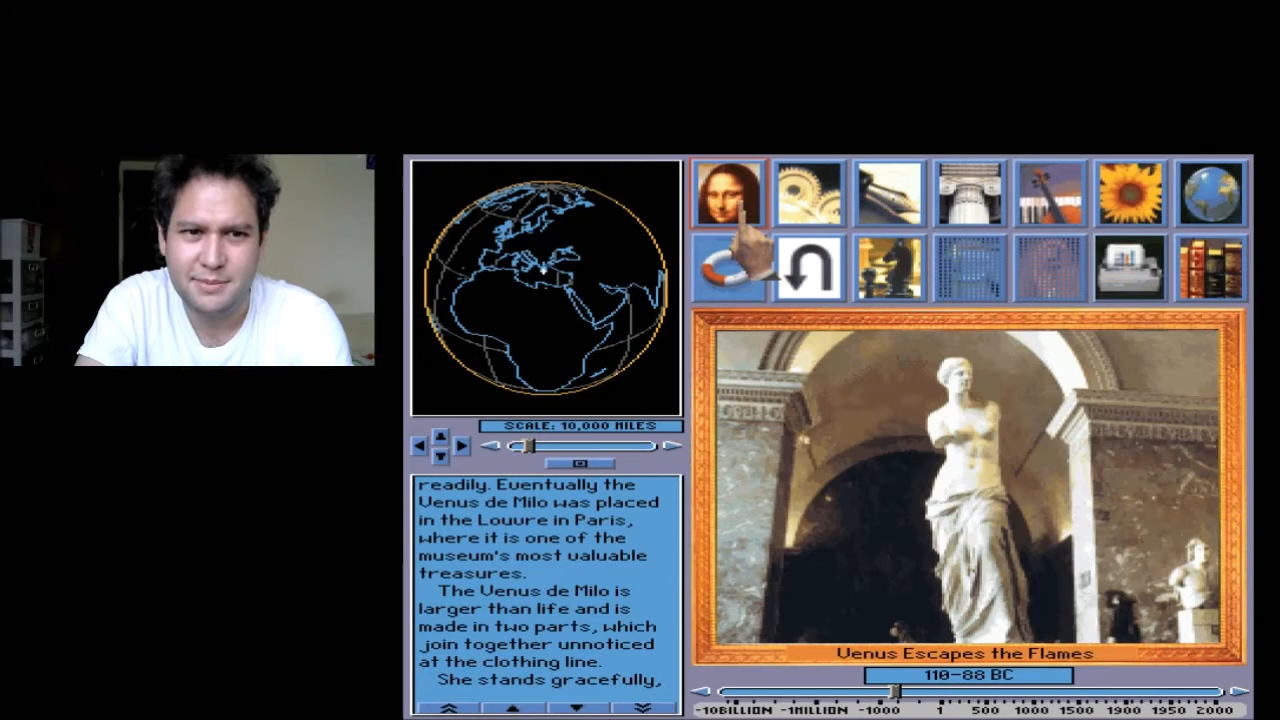 SCALE: 10,000 MILES
readily. Eventually the
Venus de Milo was placed
in the Louvre in Paris,
where it is one of the
museum's most valuable
treasures.
The Venus de Milo is
larger than life and is
made in two parts, which
join together unnoticed
at the clothing line.
She stands gracefully,
Venus Escapes the Flames
110-88 BC
-10BILLION -1MILLION -1000 1 500 1000 1500 1900 1950 2000